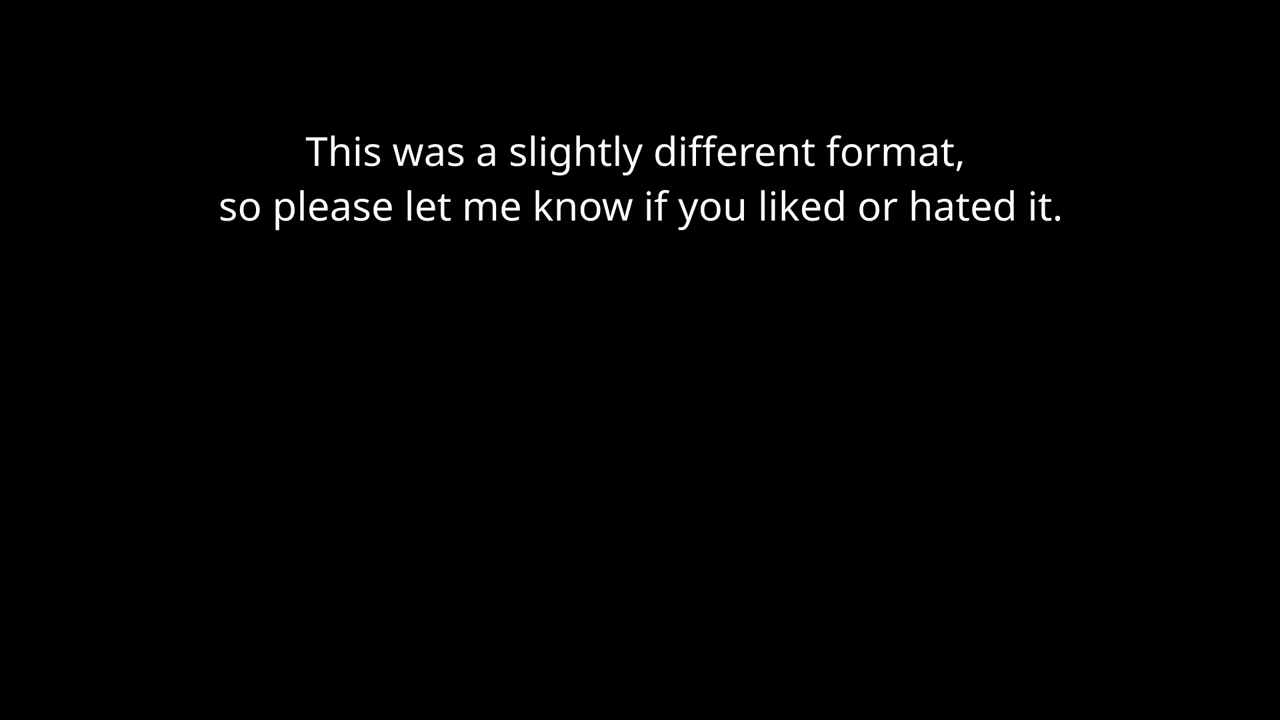 This was a slightly different format,
so please let me know if you liked or hated it.